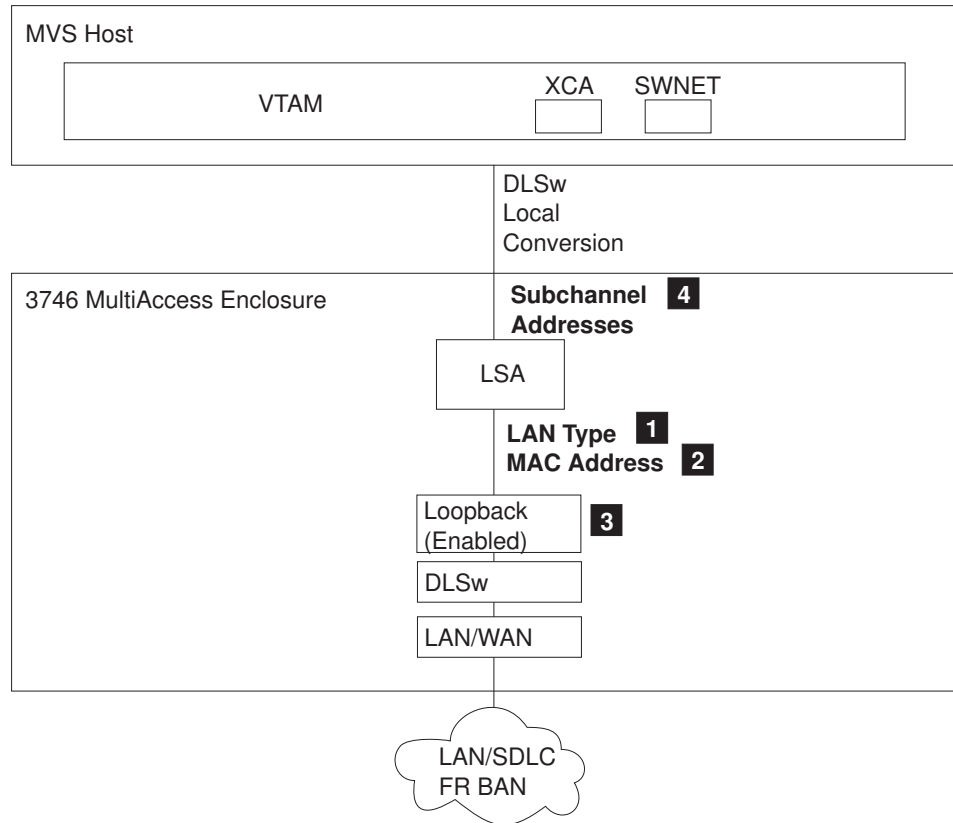 MVS Host
VTAM
XCA
SWNET
DLSw
Local
Conversion
3746 MultiAccess Enclosure
Subchannel 4
Addresses
LSA
LAN Type 1
MAC Address 2
Loopback
(Enabled)
3
DLSw
LAN/WAN
LAN/SDLC
FR BAN